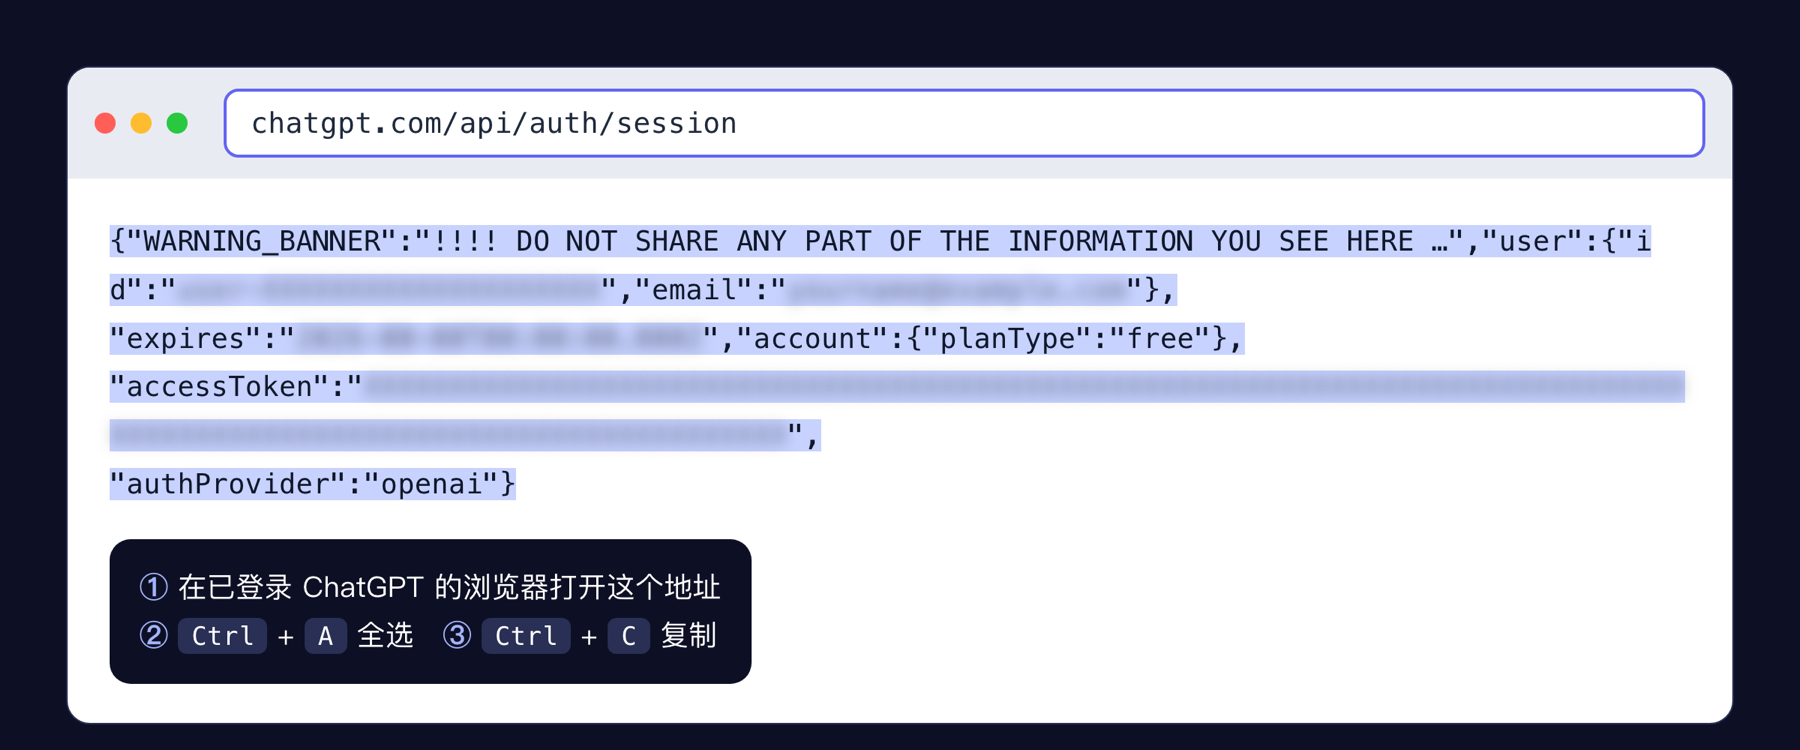 chatgpt.com/api/auth/session
{"WARNING_BANNER":"!!!! DO NOT SHARE ANY PART OF THE INFORMATION YOU SEE HERE …","user":{"i
d":"","email":""},
"expires":"","account":{"planType":"free"},
"accessToken":"
",
"authProvider":"openai"}
① 在已登录 ChatGPT 的浏览器打开这个地址
② Ctrl + A 全选 ③ Ctrl + C 复制